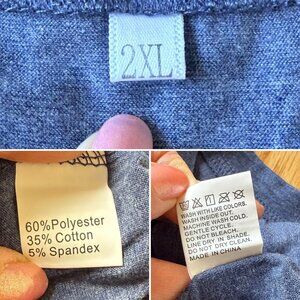 2XL
60%Polyester
35% Cotton
5% Spandex
WASH WITH LIKE COLORS.
WASH INSIDE OUT.
MACHINE WASH COLD.
GENTLE CYCLE.
DO NOT BLEACH.
LINE DRY IN SHADE.
DO NOT DRY CLEAN.
MADE IN CHINA